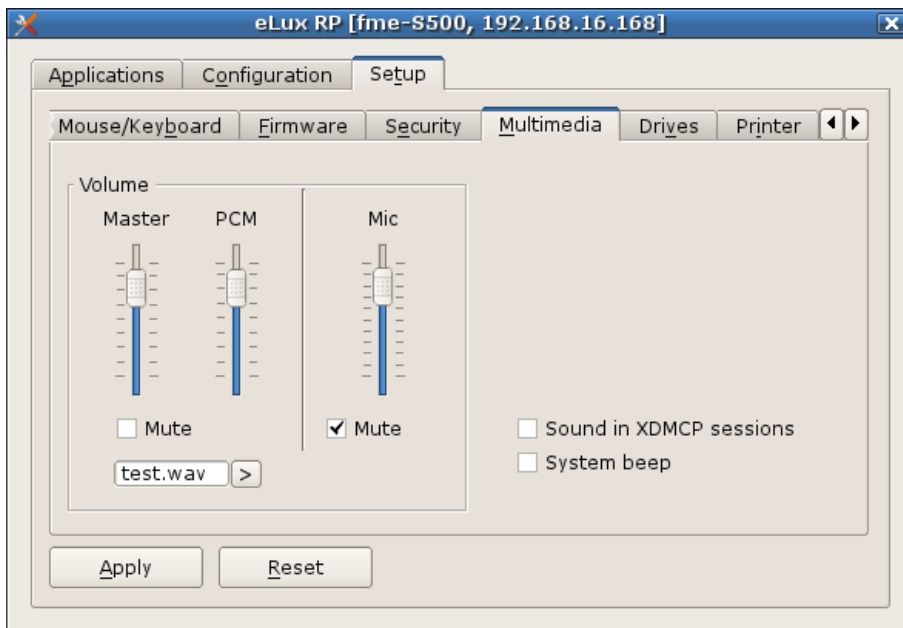 eLux RP [fme-S500, 192.168.16.168]
Applications Configuration Setup
Mouse/Keyboard Firmware Security Multimedia Drives Printer
Volume
Master PCM Mic
Mute Mute Sound in XDMCP sessions
System beep
test.wav >
Apply Reset